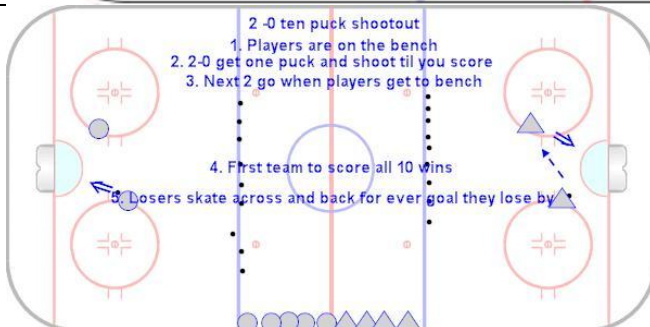 2 -0 ten puck shootout
1. Players are on the bench
2. 2-0 get one puck and shoot til you score
3. Next 2 go when players get to bench
4. First team to score all 10 wins
5. Losers skate across and back for ever goal they lose by